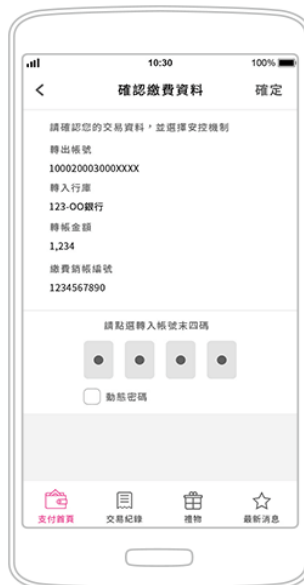 10:30
100%
確認繳費資料
確定
請確認您的交易資料，並選擇安控機制
轉出帳號
100020003000XXXX
轉入行庫
123-OO銀行
轉帳金額
1,234
繳費銷帳編號
1234567890
請點選轉入帳號末四碼
動態密碼
支付首頁
交易紀錄
禮物
最新消息